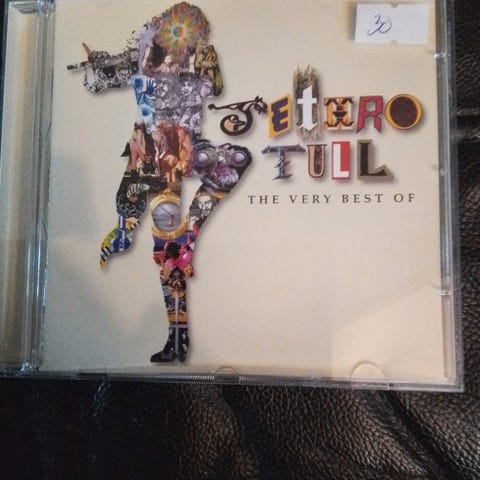 30
JEtHRO
TULL
THE VERY BEST OF